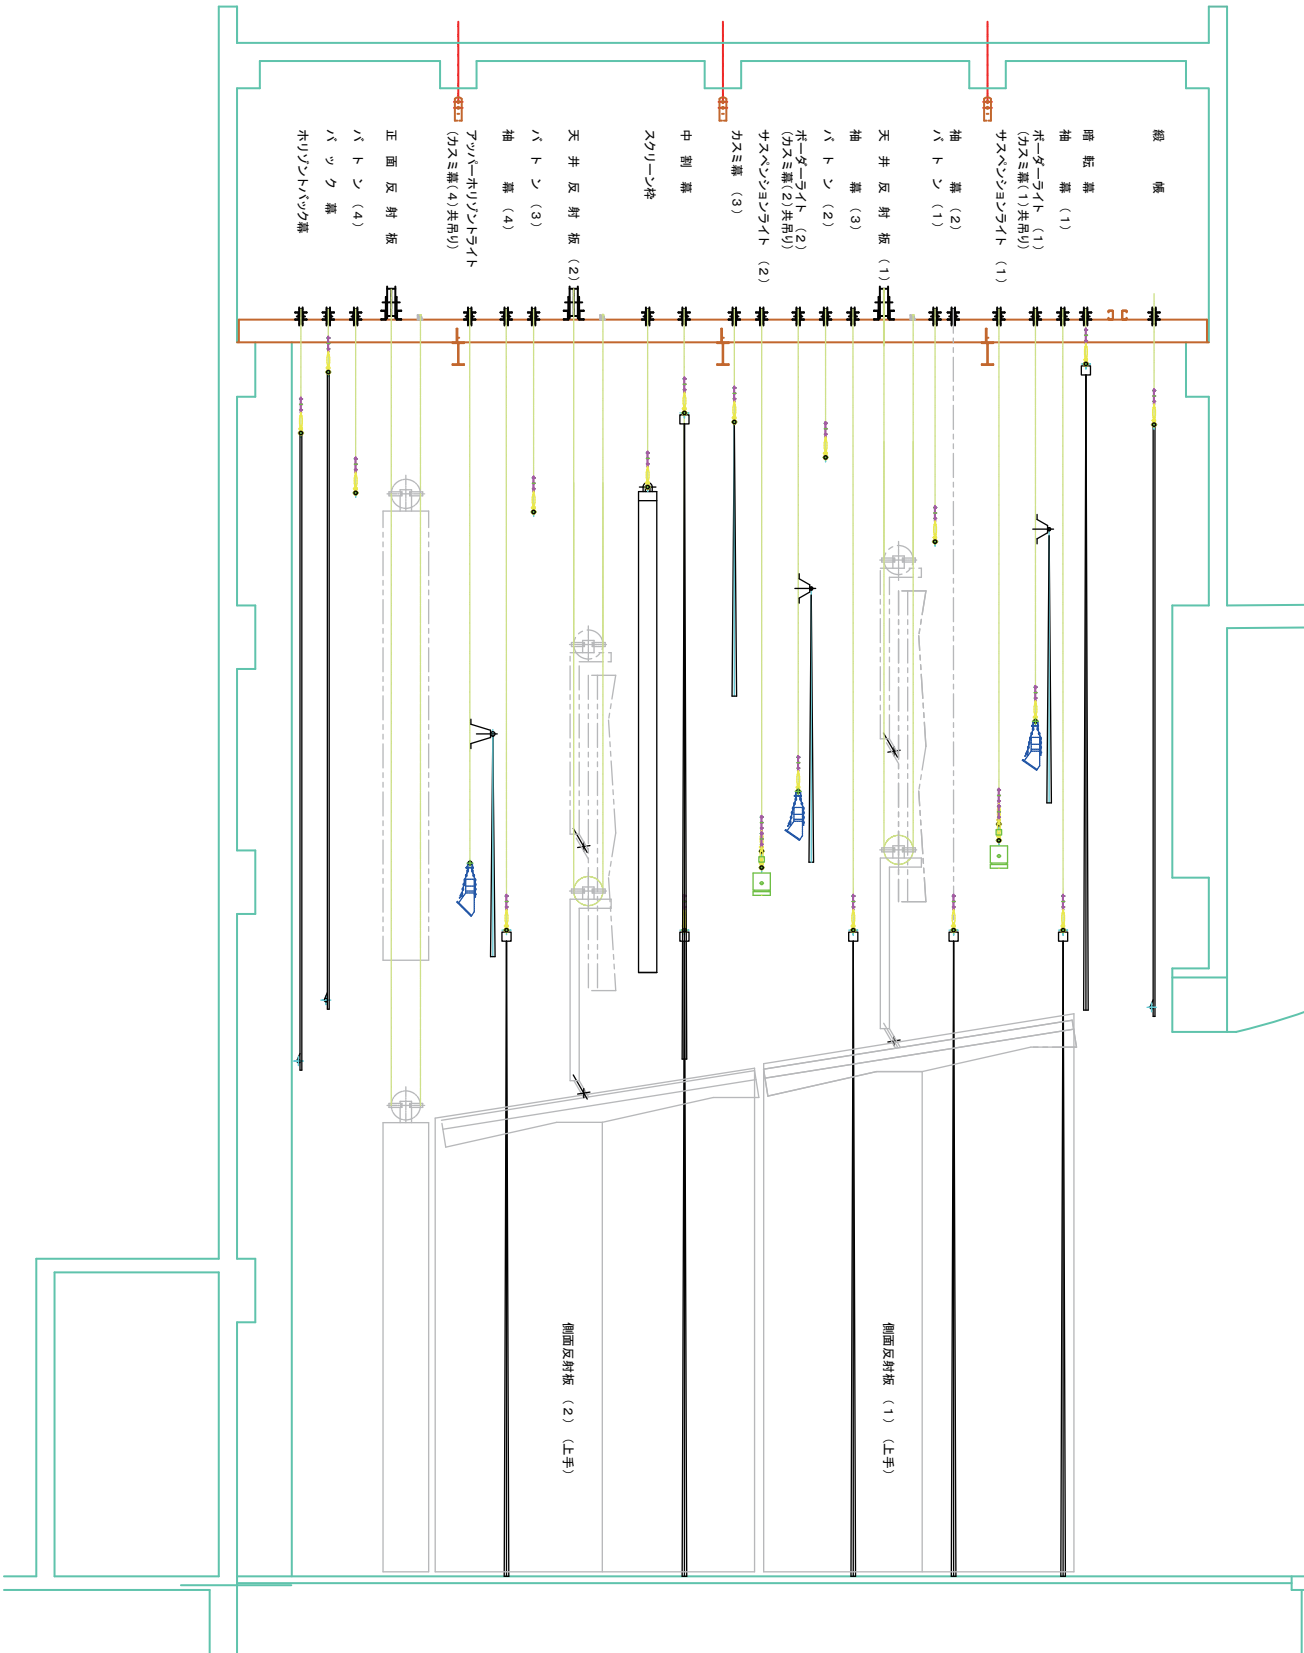 緞帳
暗転幕
袖幕（1）
ボーダーライト（1）
（カスミ幕（1）共吊り）
サスペンションライト（1）
袖幕（2）
バトン（1）
天井反射板（1）
袖幕（3）
バトン（2）
ボーダーライト（2）
（カスミ幕（2）共吊り）
サスペンションライト（2）
カスミ幕（3）
中割幕
スクリーン枠
天井反射板（2）
バトン（3）
袖幕（4）
アッパーホリゾントライト
（カスミ幕（4）共吊り）
正面反射板
バトン（4）
バック幕
ホリゾントバック幕
側面反射板（1）（上手）
側面反射板（2）（上手）